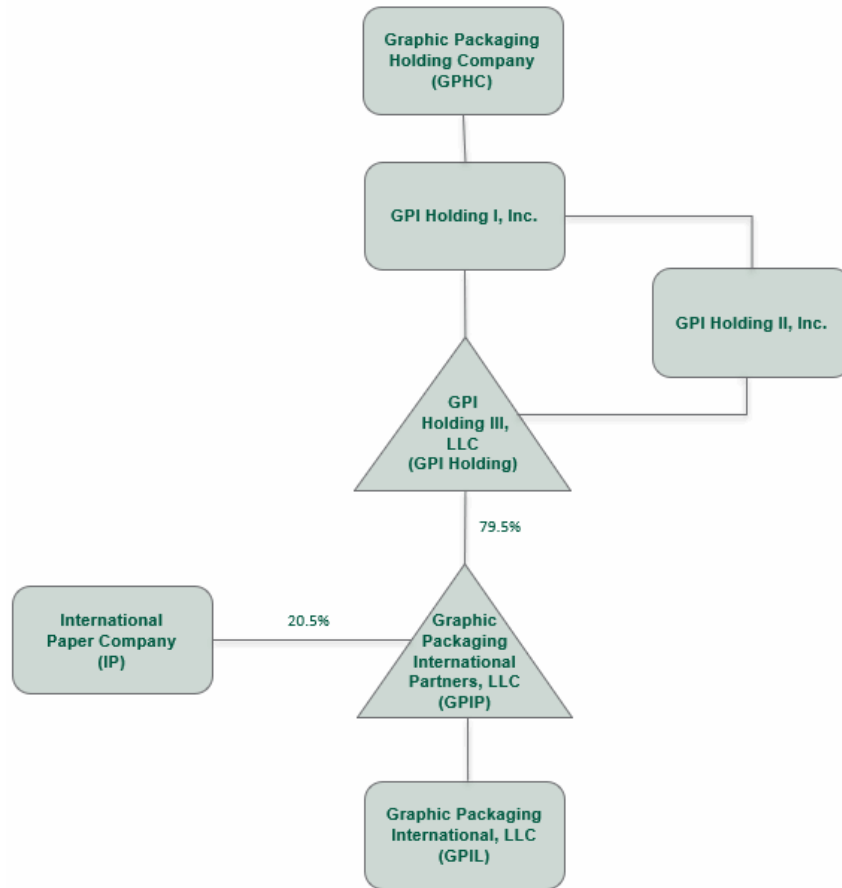 Graphic Packaging
Holding Company
(GPHC)
GPI Holding I, Inc.
GPI Holding II, Inc.
GPI
Holding III,
LLC
(GPI Holding)
79.5%
International
Paper Company
(IP)
20.5%
Graphic
Packaging
International
Partners, LLC
(GPIP)
Graphic Packaging
International, LLC
(GPIL)